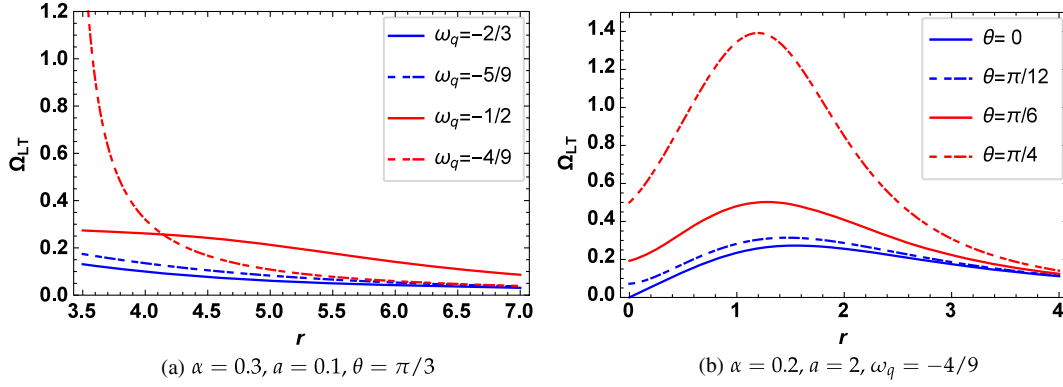 1.2
1.0
0.8
0.6
0.4
0.2
0.0
Ω_LT
3.5 4.0 4.5 5.0 5.5 6.0 6.5 7.0
r
ω_q=−2/3
ω_q=−5/9
ω_q=−1/2
ω_q=−4/9
(a) α = 0.3, a = 0.1, θ = π/3
1.4
1.2
1.0
0.8
0.6
0.4
0.2
0.0
Ω_LT
0 1 2 3 4
r
θ= 0
θ=π/12
θ=π/6
θ=π/4
(b) α = 0.2, a = 2, ω_q = −4/9